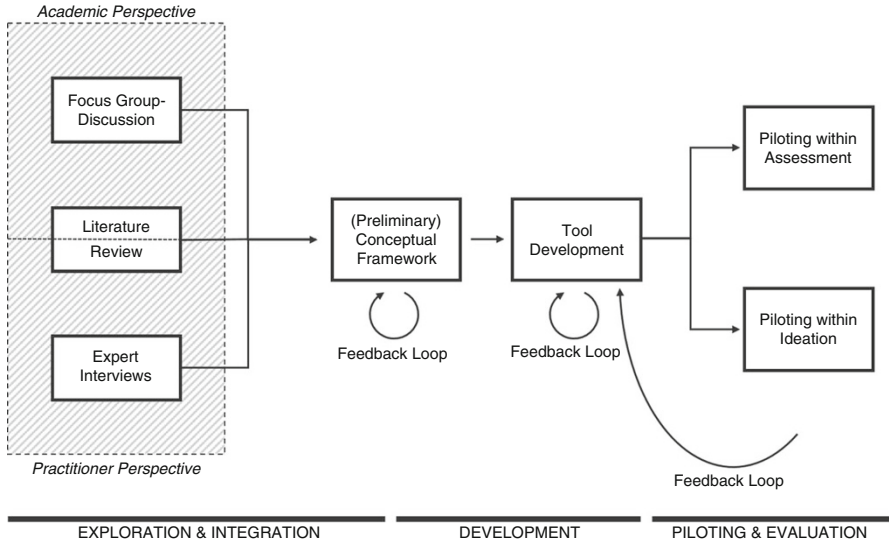 Academic Perspective
Focus Group-
Discussion
Literature
Review
Expert
Interviews
Practitioner Perspective
(Preliminary)
Conceptual
Framework
Feedback Loop
Tool
Development
Feedback Loop
Piloting within
Assessment
Piloting within
Ideation
Feedback Loop
EXPLORATION & INTEGRATION
DEVELOPMENT
PILOTING & EVALUATION